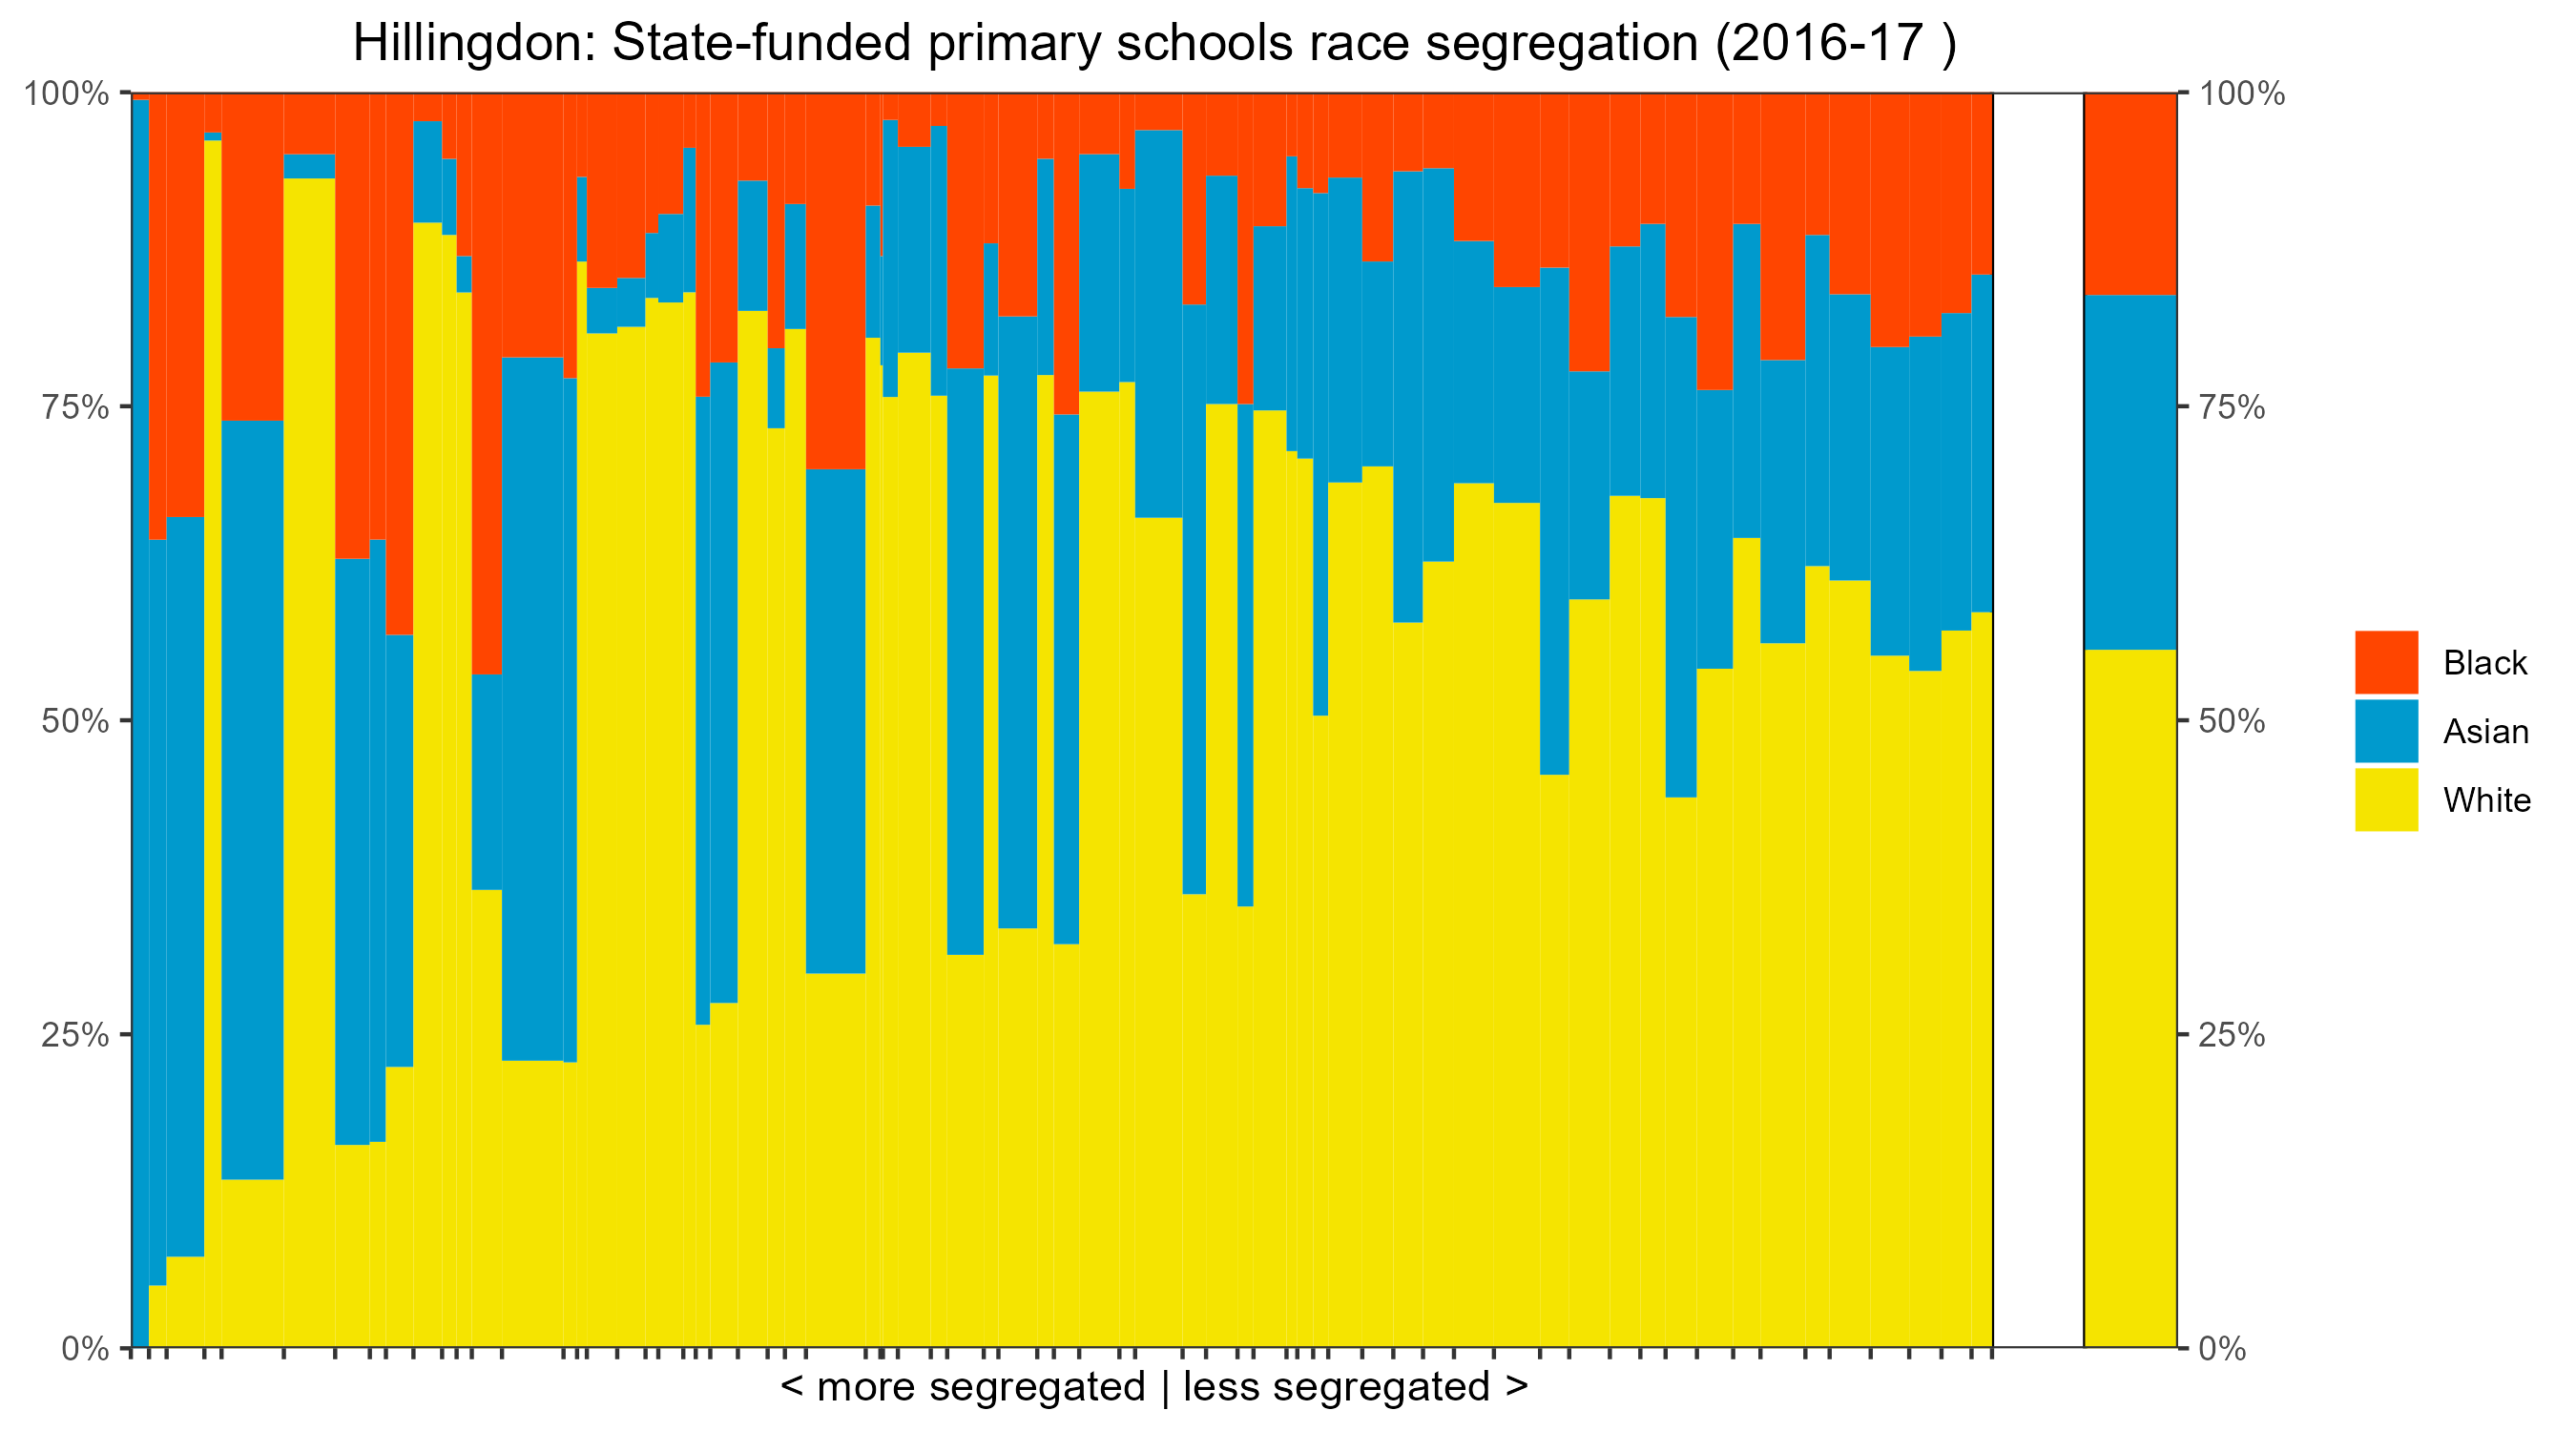 Hillingdon: State-funded primary schools race segregation (2016-17 )
100%
75%
50%
25%
0%
100%
75%
50%
25%
0%
Black
Asian
White
< more segregated | less segregated >